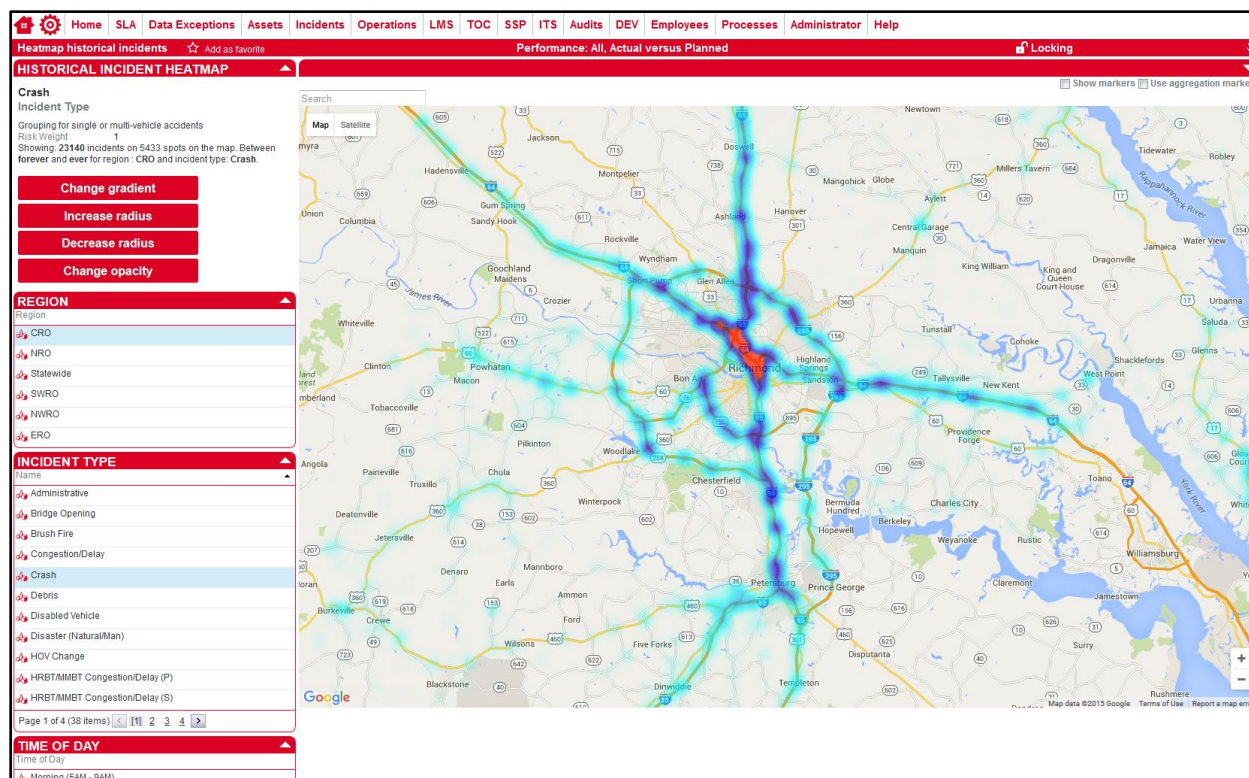 Home SLA Data Exceptions Assets Incidents Operations LMS TOC SSP ITS Audits DEV Employees Processes Administrator Help
Heatmap historical incidents Add as favorite Performance: All, Actual versus Planned Locking
HISTORICAL INCIDENT HEATMAP
Show markers Use aggregation marke
Crash
Incident Type
Grouping for single or multi-vehicle accidents
Risk Weight 1
Showing: 23140 incidents on 5433 spots on the map. Between
forever and ever for region : CRO and incident type: Crash.
Change gradient
Increase radius
Decrease radius
Change opacity
REGION
Region
CRO
NRO
Statewide
SWRO
NWRO
ERO
INCIDENT TYPE
Name
Administrative
Bridge Opening
Brush Fire
Congestion/Delay
Crash
Debris
Disabled Vehicle
Disaster (Natural/Man)
HOV Change
HRBT/MMBT Congestion/Delay (P)
HRBT/MMBT Congestion/Delay (S)
Page 1 of 4 (38 items) [1] 2 3 4
TIME OF DAY
Time of Day
Morning (5AM - 9AM)
Search
Map Satellite
Newtown
Jackson
Doswell
Tidewater
Robley
Hadensville
Montpelier
Mangohick
Globe
Millers Tavern
Rappahannock River
Aylett
Gum Spring
Sandy Hook
Union
Columbia
Ashland
Hanover
Central Garage
Rockville
Manquin
Jamaica
Water View
Wyndham
Dragonville
Goochland
Maidens
Short Pump
Glen Allen
King William
King and
Queen
Court House
James River
Crozier
Urbanna
Whiteville
Tunstall
Saluda
Cohoke
Shacklefords
Glenns
Clinton
Powhatan
Macon
Richmond
Highland
Springs
Sandston
Bon Air
Tallysville
New Kent
West Point
Tobaccoville
Providence
Forge
Pilkinton
Woodlake
Angola
Paineville
Chula
Chesterfield
Toano
York River
Truxillo
Winterpock
Bermuda
Hundred
Charles City
Deatonville
Jetersville
Hopewell
Berkeley
Weyanoke
Rustic
Williamsburg
Denaro
Mannboro
Earls
Petersburg
Prince George
Claremont
Jamestown
Burkeville
Crewe
Ammon
Ford
Wilsons
Five Forks
Disputanta
Surry
Blackstone
Dinwiddie
Templeton
Rushmere
Google
Map data ©2015 Google Terms of Use Report a map err